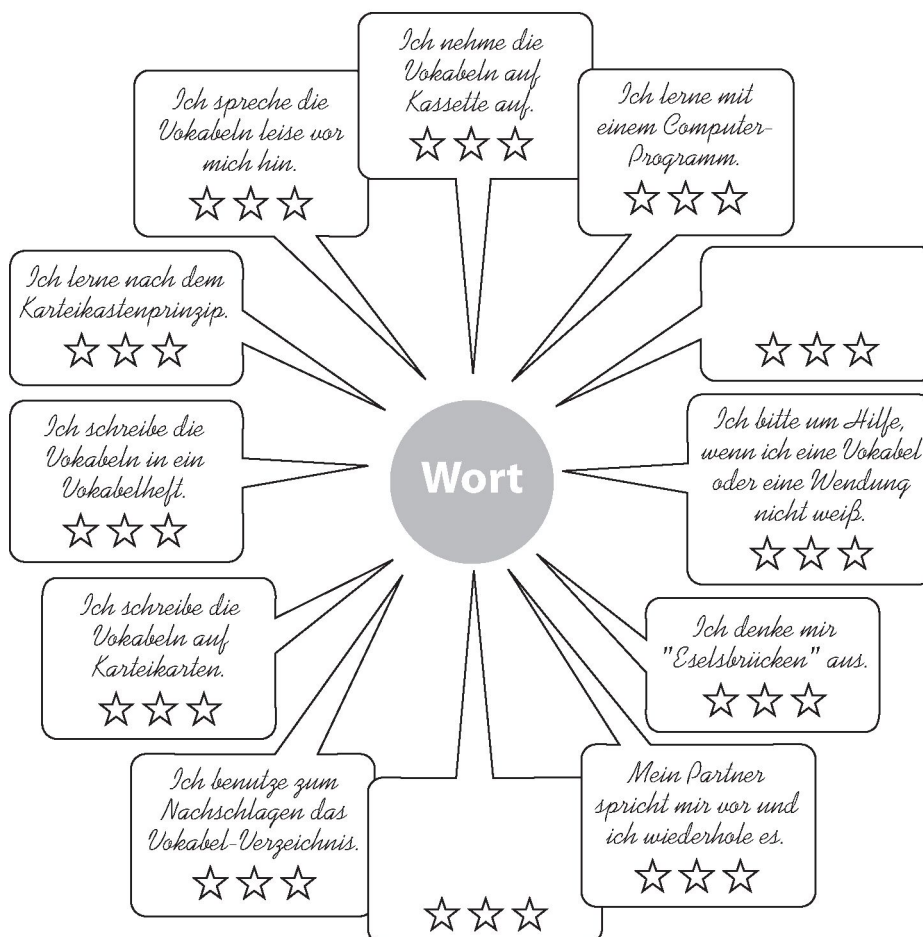 Ich nehme die
Vokabeln auf
Kassette auf.
Ich lerne mit
einem Computer-
Programm.
Ich bitte um Hilfe,
wenn ich eine Vokabel
oder eine Wendung
nicht weiß.
Ich denke mir
"Eselsbrücken" aus.
Mein Partner
spricht mir vor und
ich wiederhole es.
Ich benutze zum
Nachschlagen das
Vokabel-Verzeichnis.
Ich schreibe die
Vokabeln auf
Karteikarten.
Ich schreibe die
Vokabeln in ein
Vokabelheft.
Ich lerne nach dem
Karteikastenprinzip.
Ich spreche die
Vokabeln leise vor
mich hin.
Wort